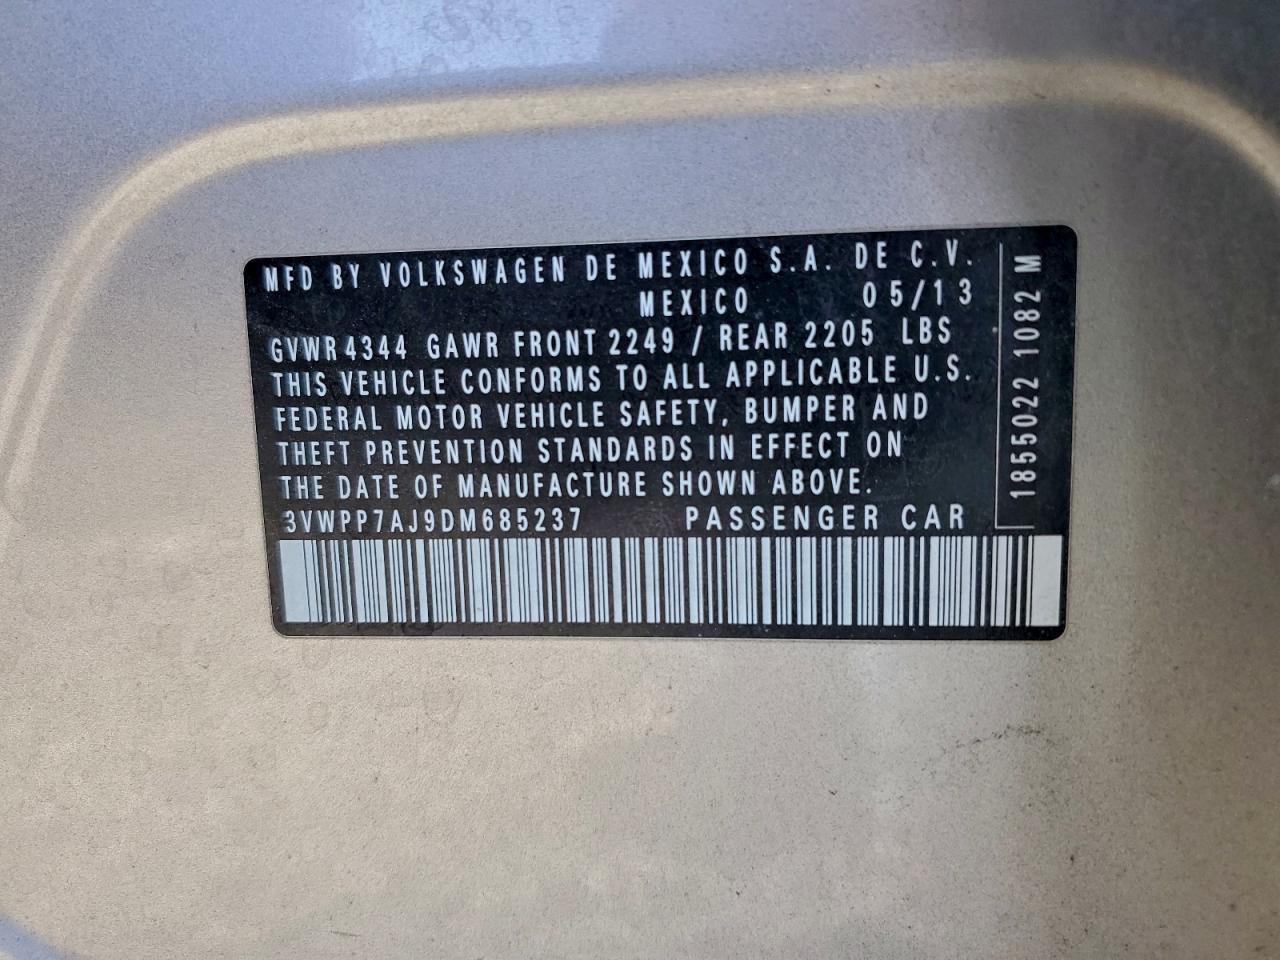 MFD BY VOLKSWAGEN DE MEXICO S.A. DE C.V.
MEXICO 05/13
GVWR 4344 GAWR FRONT 2249 / REAR 2205 LBS
THIS VEHICLE CONFORMS TO ALL APPLICABLE U.S.
FEDERAL MOTOR VEHICLE SAFETY, BUMPER AND
THEFT PREVENTION STANDARDS IN EFFECT ON
THE DATE OF MANUFACTURE SHOWN ABOVE.
3VWPP7AJ9DM685237 PASSENGER CAR
1855022 1082 M